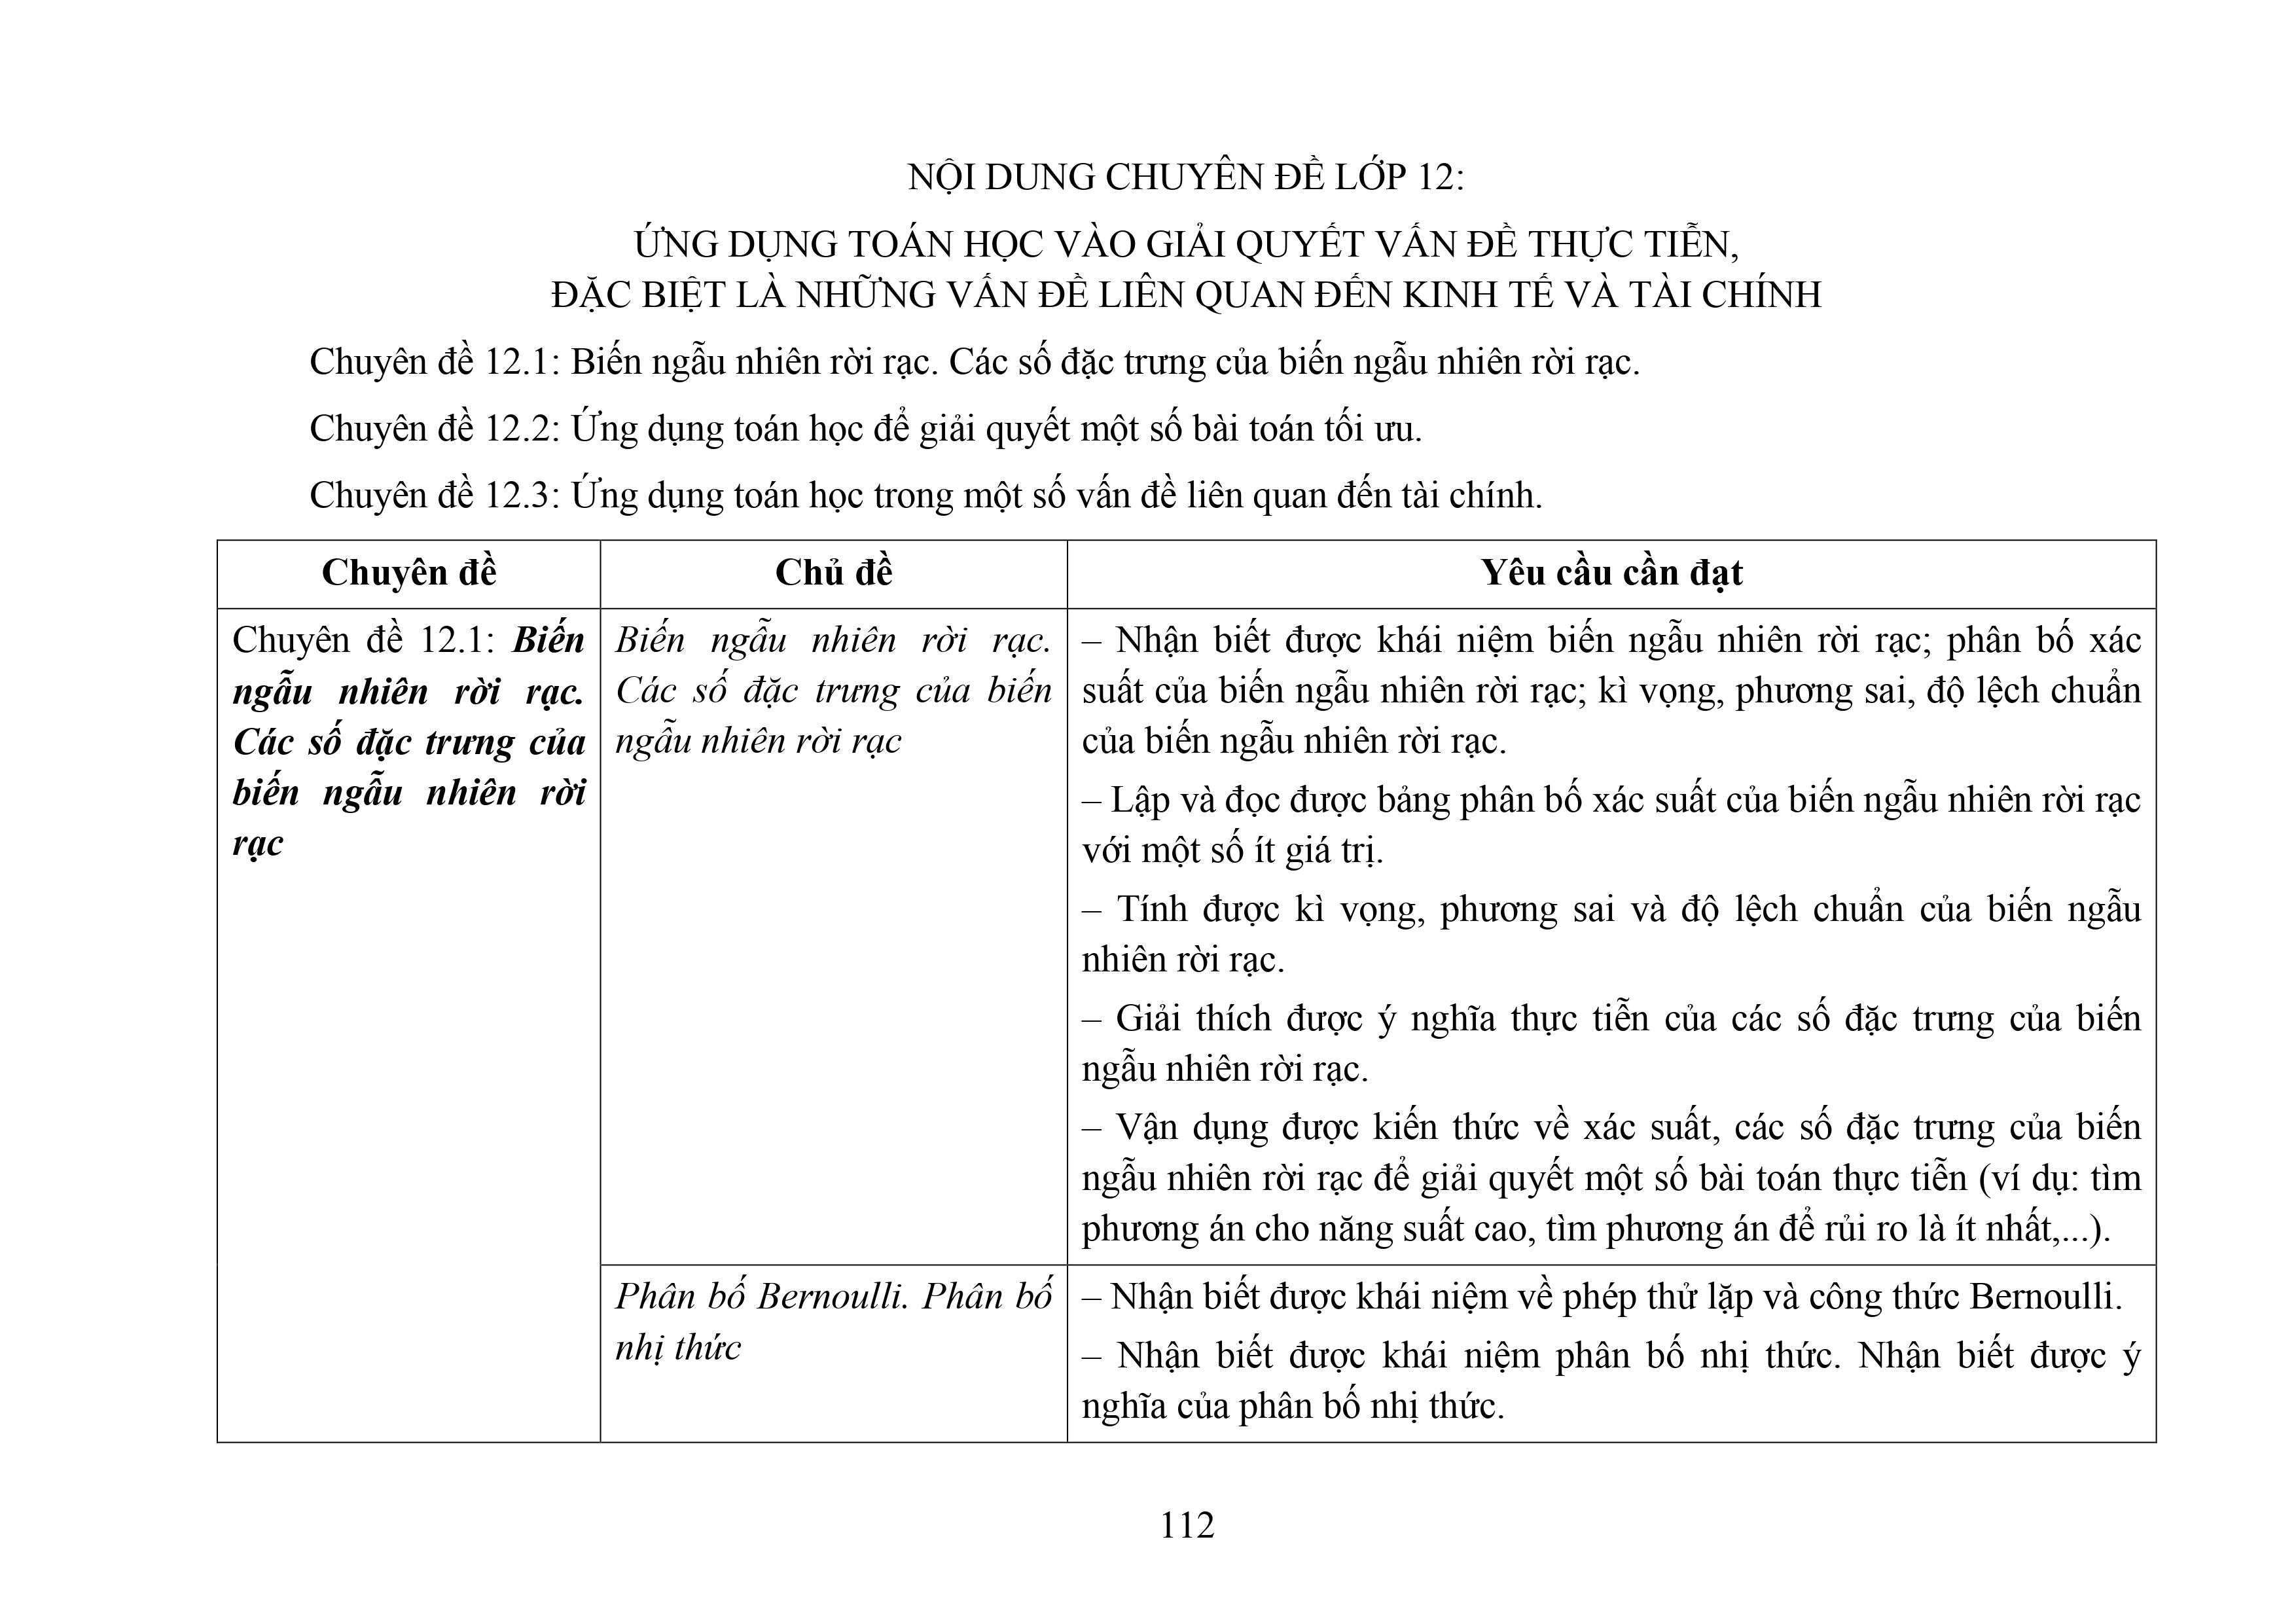 NỘI DUNG CHUYÊN ĐỀ LỚP 12:
ỨNG DỤNG TOÁN HỌC VÀO GIẢI QUYẾT VẤN ĐỀ THỰC TIỄN,
ĐẶC BIỆT LÀ NHỮNG VẤN ĐỀ LIÊN QUAN ĐẾN KINH TẾ VÀ TÀI CHÍNH
Chuyên đề 12.1: Biến ngẫu nhiên rời rạc. Các số đặc trưng của biến ngẫu nhiên rời rạc.
Chuyên đề 12.2: Ứng dụng toán học để giải quyết một số bài toán tối ưu.
Chuyên đề 12.3: Ứng dụng toán học trong một số vấn đề liên quan đến tài chính.
Chuyên đề
Chủ đề
Yêu cầu cần đạt
Chuyên đề 12.1: Biến
ngẫu nhiên rời rạc.
Các số đặc trưng của
biến ngẫu nhiên rời
rạc
Biến ngẫu nhiên rời rạc.
Các số đặc trưng của biến
ngẫu nhiên rời rạc
– Nhận biết được khái niệm biến ngẫu nhiên rời rạc; phân bố xác
suất của biến ngẫu nhiên rời rạc; kì vọng, phương sai, độ lệch chuẩn
của biến ngẫu nhiên rời rạc.
– Lập và đọc được bảng phân bố xác suất của biến ngẫu nhiên rời rạc
với một số ít giá trị.
– Tính được kì vọng, phương sai và độ lệch chuẩn của biến ngẫu
nhiên rời rạc.
– Giải thích được ý nghĩa thực tiễn của các số đặc trưng của biến
ngẫu nhiên rời rạc.
– Vận dụng được kiến thức về xác suất, các số đặc trưng của biến
ngẫu nhiên rời rạc để giải quyết một số bài toán thực tiễn (ví dụ: tìm
phương án cho năng suất cao, tìm phương án để rủi ro là ít nhất,...).
Phân bố Bernoulli. Phân bố
nhị thức
– Nhận biết được khái niệm về phép thử lặp và công thức Bernoulli.
– Nhận biết được khái niệm phân bố nhị thức. Nhận biết được ý
nghĩa của phân bố nhị thức.
112